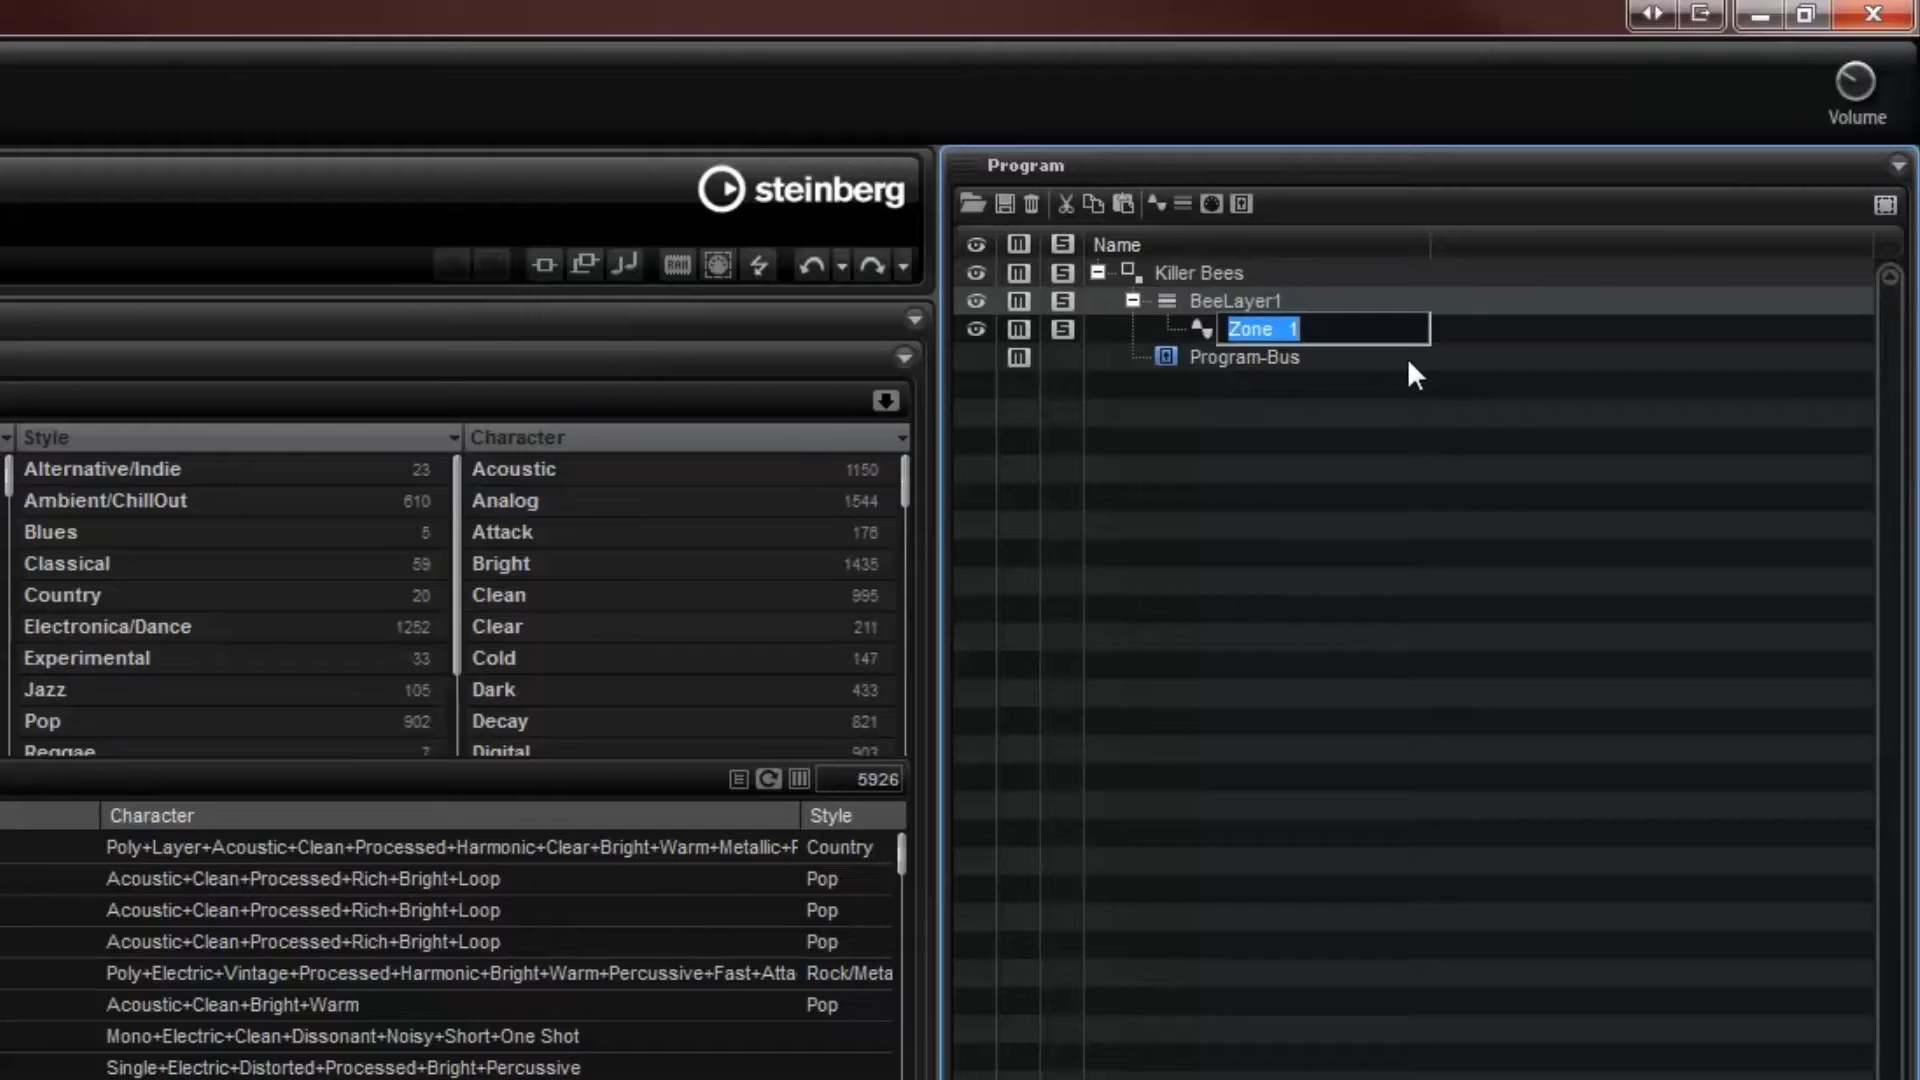 Volume
steinberg
Program
RAM
M S Name
M S Killer Bees
M S BeeLayer1
M S Zone 1
M Program-Bus
Style Character
Alternative/Indie 23 Acoustic 1150
Ambient/ChillOut 610 Analog 1544
Blues 5 Attack 176
Classical 59 Bright 1435
Country 20 Clean 995
Electronica/Dance 1252 Clear 211
Experimental 33 Cold 147
Jazz 105 Dark 433
Pop 902 Decay 821
Reggae 7 Digital 903
5926
Character Style
Poly+Layer+Acoustic+Clean+Processed+Harmonic+Clear+Bright+Warm+Metallic+F Country
Acoustic+Clean+Processed+Rich+Bright+Loop Pop
Acoustic+Clean+Processed+Rich+Bright+Loop Pop
Acoustic+Clean+Processed+Rich+Bright+Loop Pop
Poly+Electric+Vintage+Processed+Harmonic+Bright+Warm+Percussive+Fast+Atta Rock/Meta
Acoustic+Clean+Bright+Warm Pop
Mono+Electric+Clean+Dissonant+Noisy+Short+One Shot
Single+Electric+Distorted+Processed+Bright+Percussive